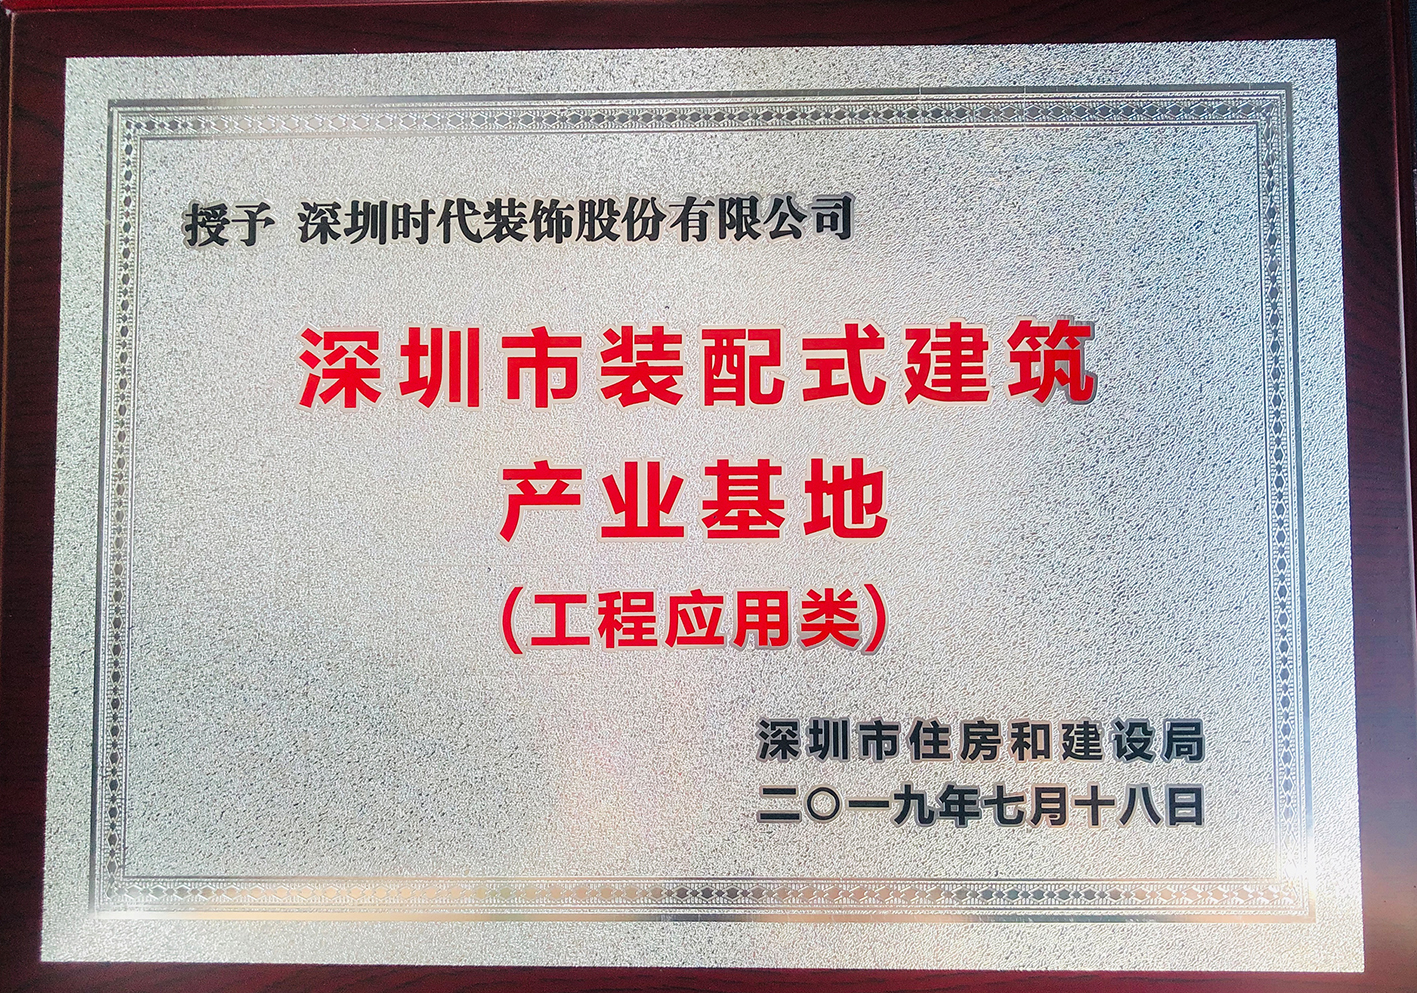 授予 深圳时代装饰股份有限公司
深圳市装配式建筑
产业基地
(工程应用类)
深圳市住房和建设局
二〇一九年七月十八日